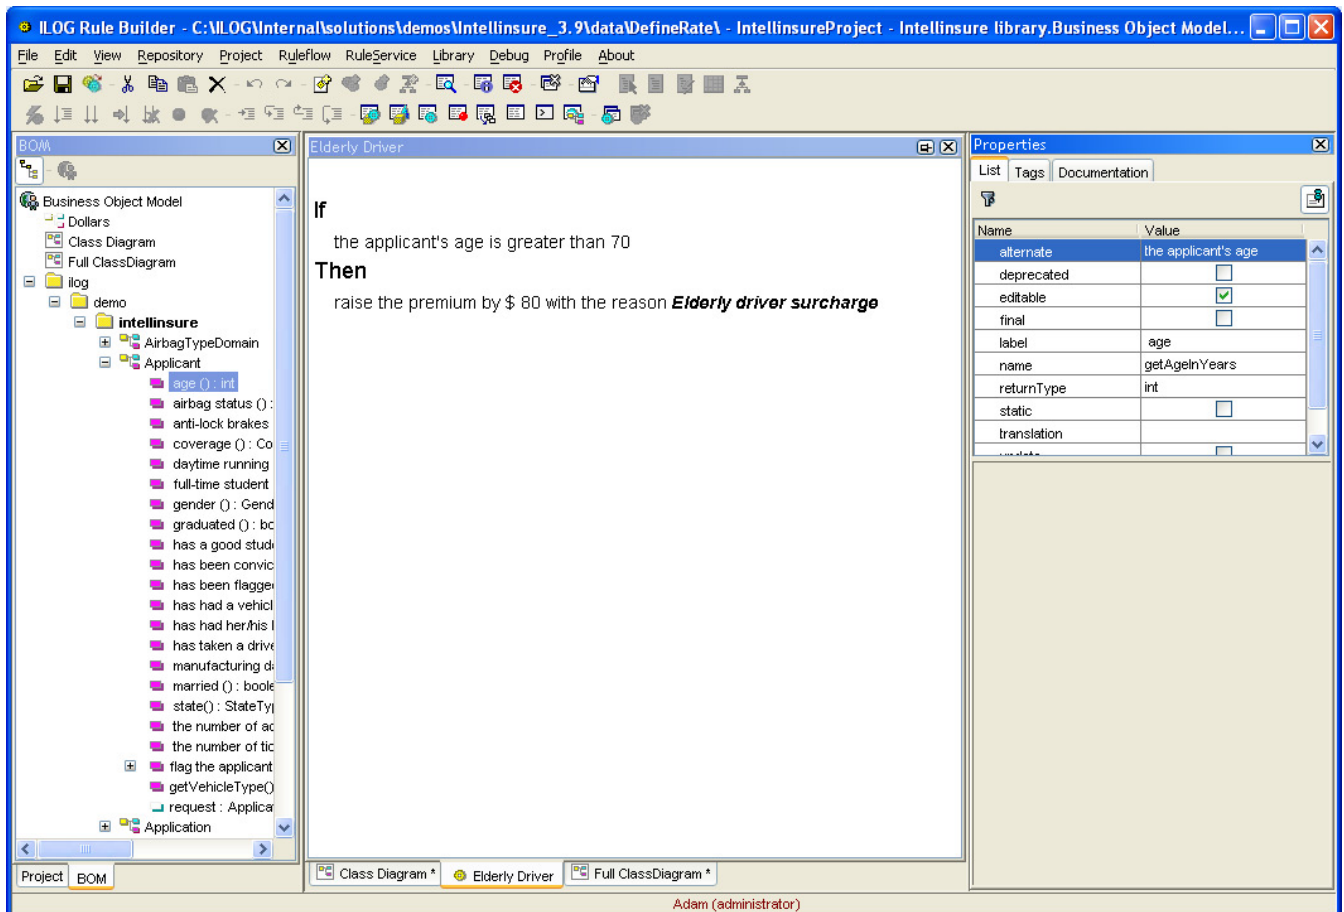 ILOG Rule Builder - C:\ILOG\Internal\solutions\demos\Intellinsure_3.9\data\DefineRate\ - IntellinsureProject - Intellinsure library.Business Object Model...
File Edit View Repository Project Ruleflow RuleService Library Debug Profile About
BOM
Business Object Model
Dollars
Class Diagram
Full ClassDiagram
ilog
demo
intellinsure
AirbagTypeDomain
Applicant
age () : int
airbag status () :
anti-lock brakes
coverage () : Co
daytime running
full-time student
gender () : Gend
graduated () : bo
has a good stud
has been convic
has been flagge
has had a vehicl
has had her/his l
has taken a drive
manufacturing da
married () : boole
state() : StateTy
the number of ac
the number of tic
flag the applicant
getVehicleType()
request : Applica
Application
Project BOM
Elderly Driver
If
the applicant's age is greater than 70
Then
raise the premium by $ 80 with the reason Elderly driver surcharge
Class Diagram * Elderly Driver Full ClassDiagram *
Properties
List Tags Documentation
Name Value
alternate the applicant's age
deprecated
editable
final
label age
name getAgeInYears
returnType int
static
translation
Adam (administrator)